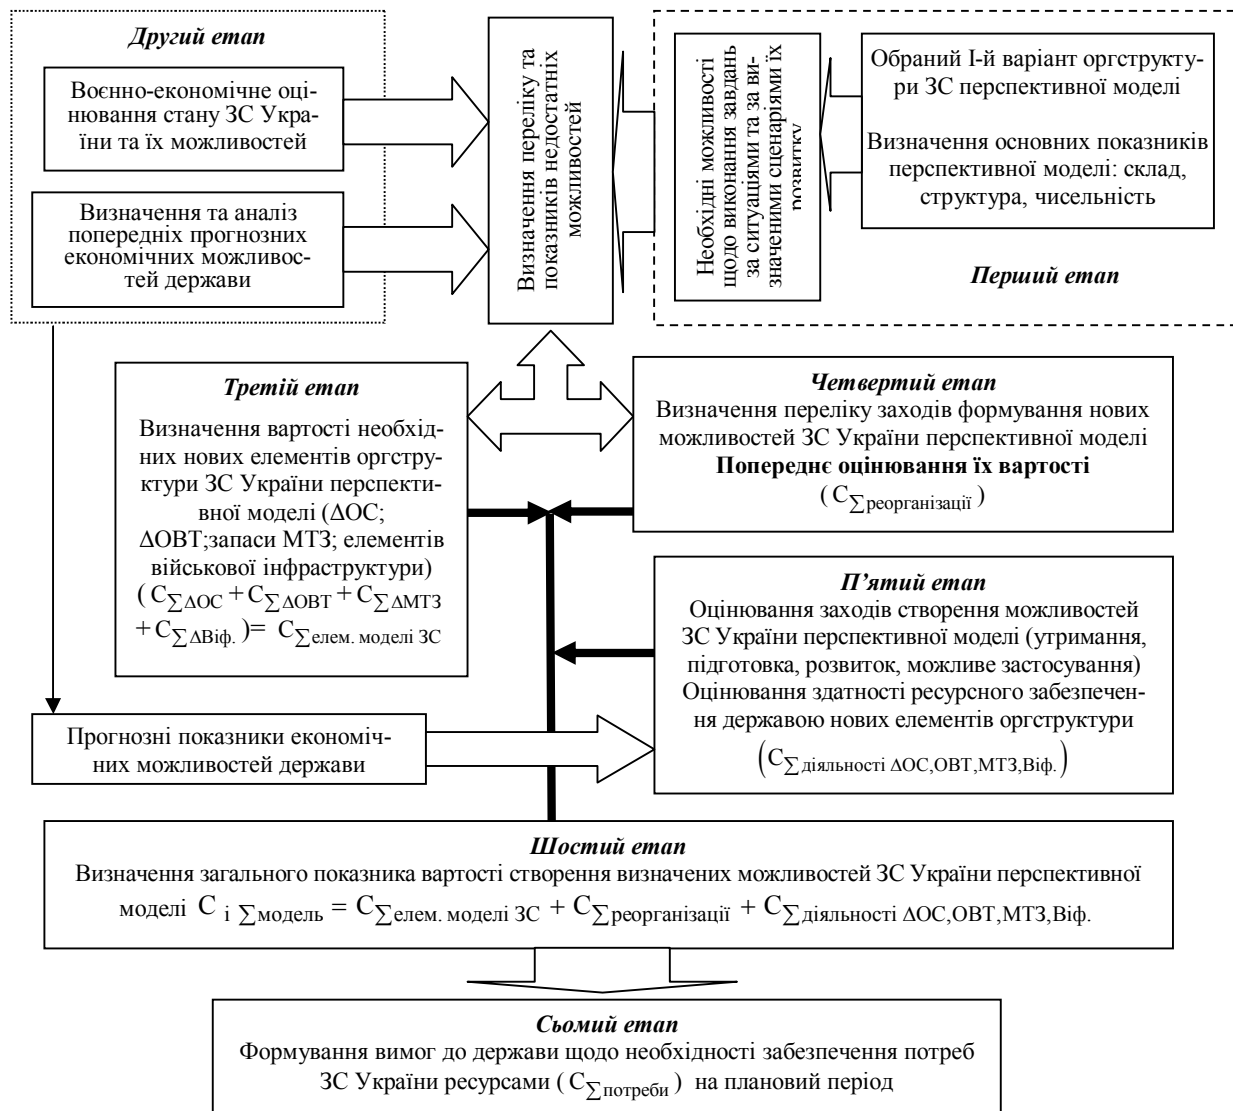 Другий етап
Воєнно-економічне оці-
нювання стану ЗС Укра-
їни та їх можливостей
Визначення та аналіз
попередніх прогнозних
економічних можливос-
тей держави
Визначення переліку та
показників недостатніх
можливостей
Необхідні можливості
щодо виконання завдань
за ситуаціями та за ви-
значеними сценаріями їх
розвитку
Обраний І-й варіант оргструкту-
ри ЗС перспективної моделі
Визначення основних показників
перспективної моделі: склад,
структура, чисельність
Перший етап
Третій етап
Визначення вартості необхід-
них нових елементів оргстру-
ктури ЗС України перспекти-
вної моделі (ΔОС;
ΔОВТ;запаси МТЗ; елементів
військової інфраструктури)
( C∑ΔОС + C∑ΔОВТ + C∑ΔМТЗ
+ C∑ΔВіф. )= C∑елем. моделі ЗС
Четвертий етап
Визначення переліку заходів формування нових
можливостей ЗС України перспективної моделі
Попереднє оцінювання їх вартості
( C∑реорганізації )
П’ятий етап
Оцінювання заходів створення можливостей
ЗС України перспективної моделі (утримання,
підготовка, розвиток, можливе застосування)
Оцінювання здатності ресурсного забезпечен-
ня державою нових елементів оргструктури
(C∑діяльності ΔОС,ОВТ,МТЗ,Віф.)
Прогнозні показники економіч-
них можливостей держави
Шостий етап
Визначення загального показника вартості створення визначених можливостей ЗС України перспективної
моделі C і ∑модель = C∑елем. моделі ЗС + C∑реорганізації + C∑діяльності ΔОС,ОВТ,МТЗ,Віф.
Сьомий етап
Формування вимог до держави щодо необхідності забезпечення потреб
ЗС України ресурсами ( C∑потреби ) на плановий період